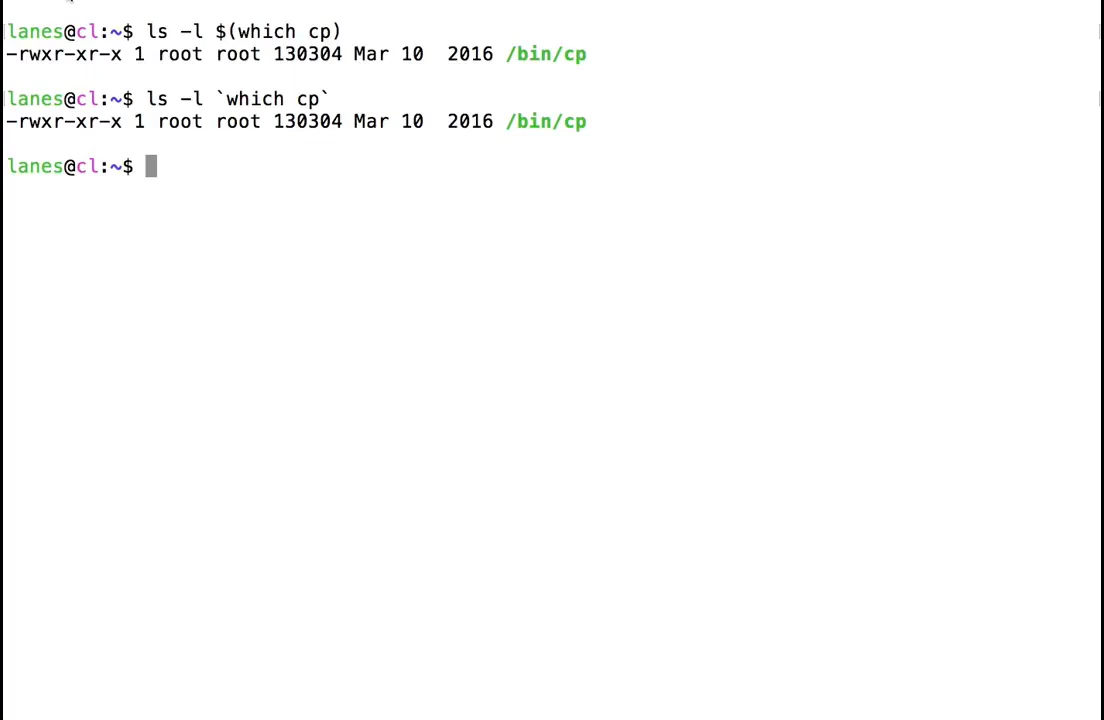 lanes@cl:~$ ls -l $(which cp)
-rwxr-xr-x 1 root root 130304 Mar 10  2016 /bin/cp
lanes@cl:~$ ls -l `which cp`
-rwxr-xr-x 1 root root 130304 Mar 10  2016 /bin/cp
lanes@cl:~$